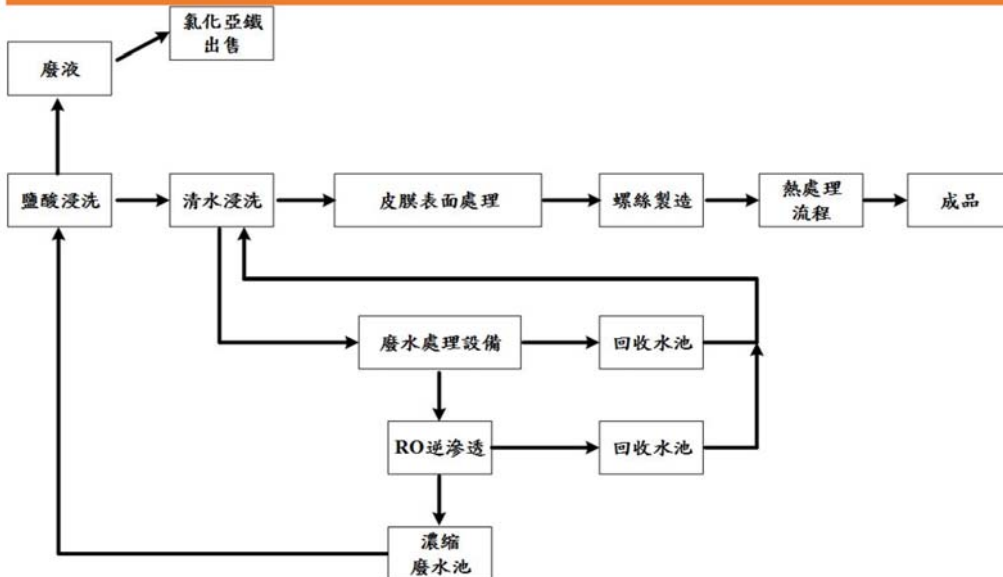 氯化亞鐵
出售
廢液
鹽酸浸洗
清水浸洗
皮膜表面處理
螺絲製造
熱處理
流程
成品
廢水處理設備
回收水池
RO逆滲透
回收水池
濃縮
廢水池